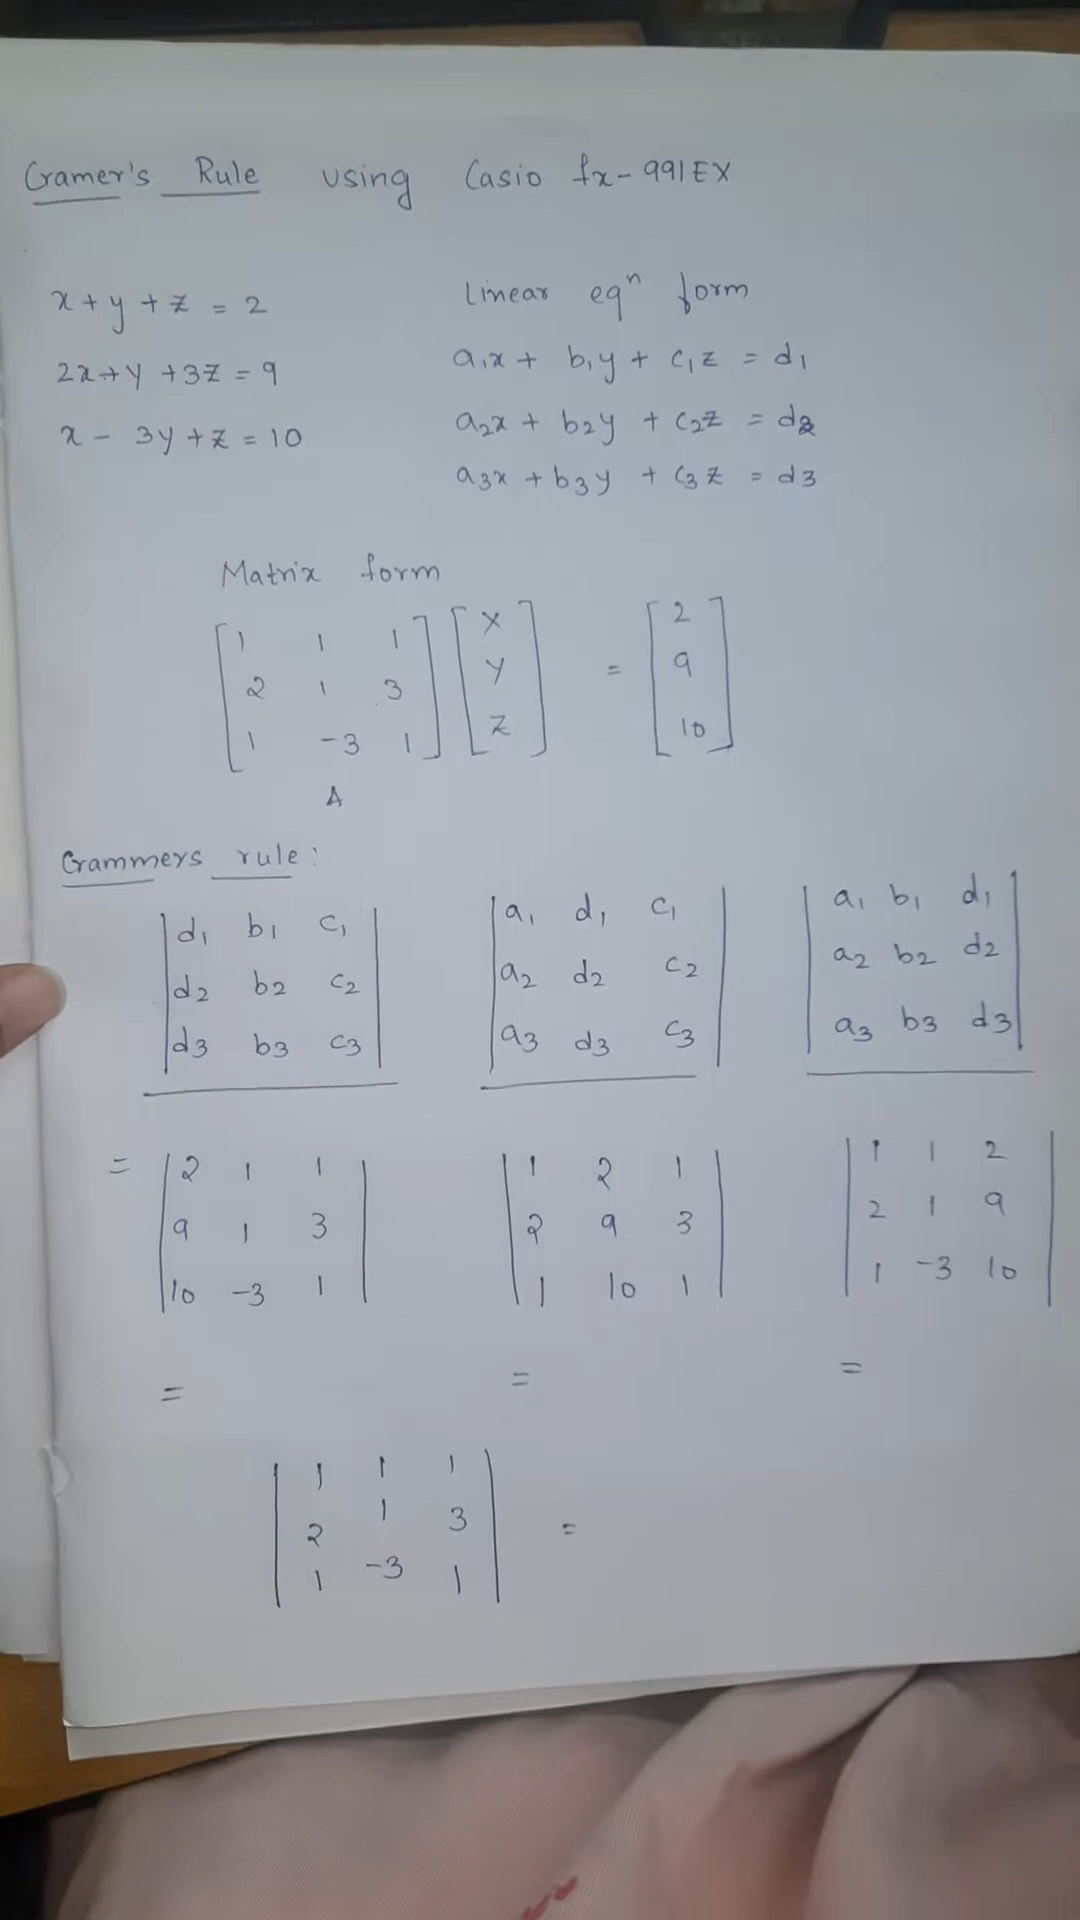 Cramer's Rule using Casio fx-991EX
x + y + z = 2
2x + y + 3z = 9
x - 3y + z = 10
Linear eqⁿ form
a₁x + b₁y + c₁z = d₁
a₂x + b₂y + c₂z = d₂
a₃x + b₃y + c₃z = d₃
Matrix form
[1 1 1] [x] = [2]
[2 1 3] [y] [9]
[1 -3 1] [z] [10]
A
Crammers rule:
|d₁ b₁ c₁| |a₁ d₁ c₁| |a₁ b₁ d₁|
|d₂ b₂ c₂| |a₂ d₂ c₂| |a₂ b₂ d₂|
|d₃ b₃ c₃| |a₃ d₃ c₃| |a₃ b₃ d₃|
= |2 1 1| |1 2 1| |1 1 2|
|9 1 3| |2 9 3| |2 1 9|
|10 -3 1| |1 10 1| |1 -3 10|
= = =
|1 1 1|
|2 1 3| =
|1 -3 1|